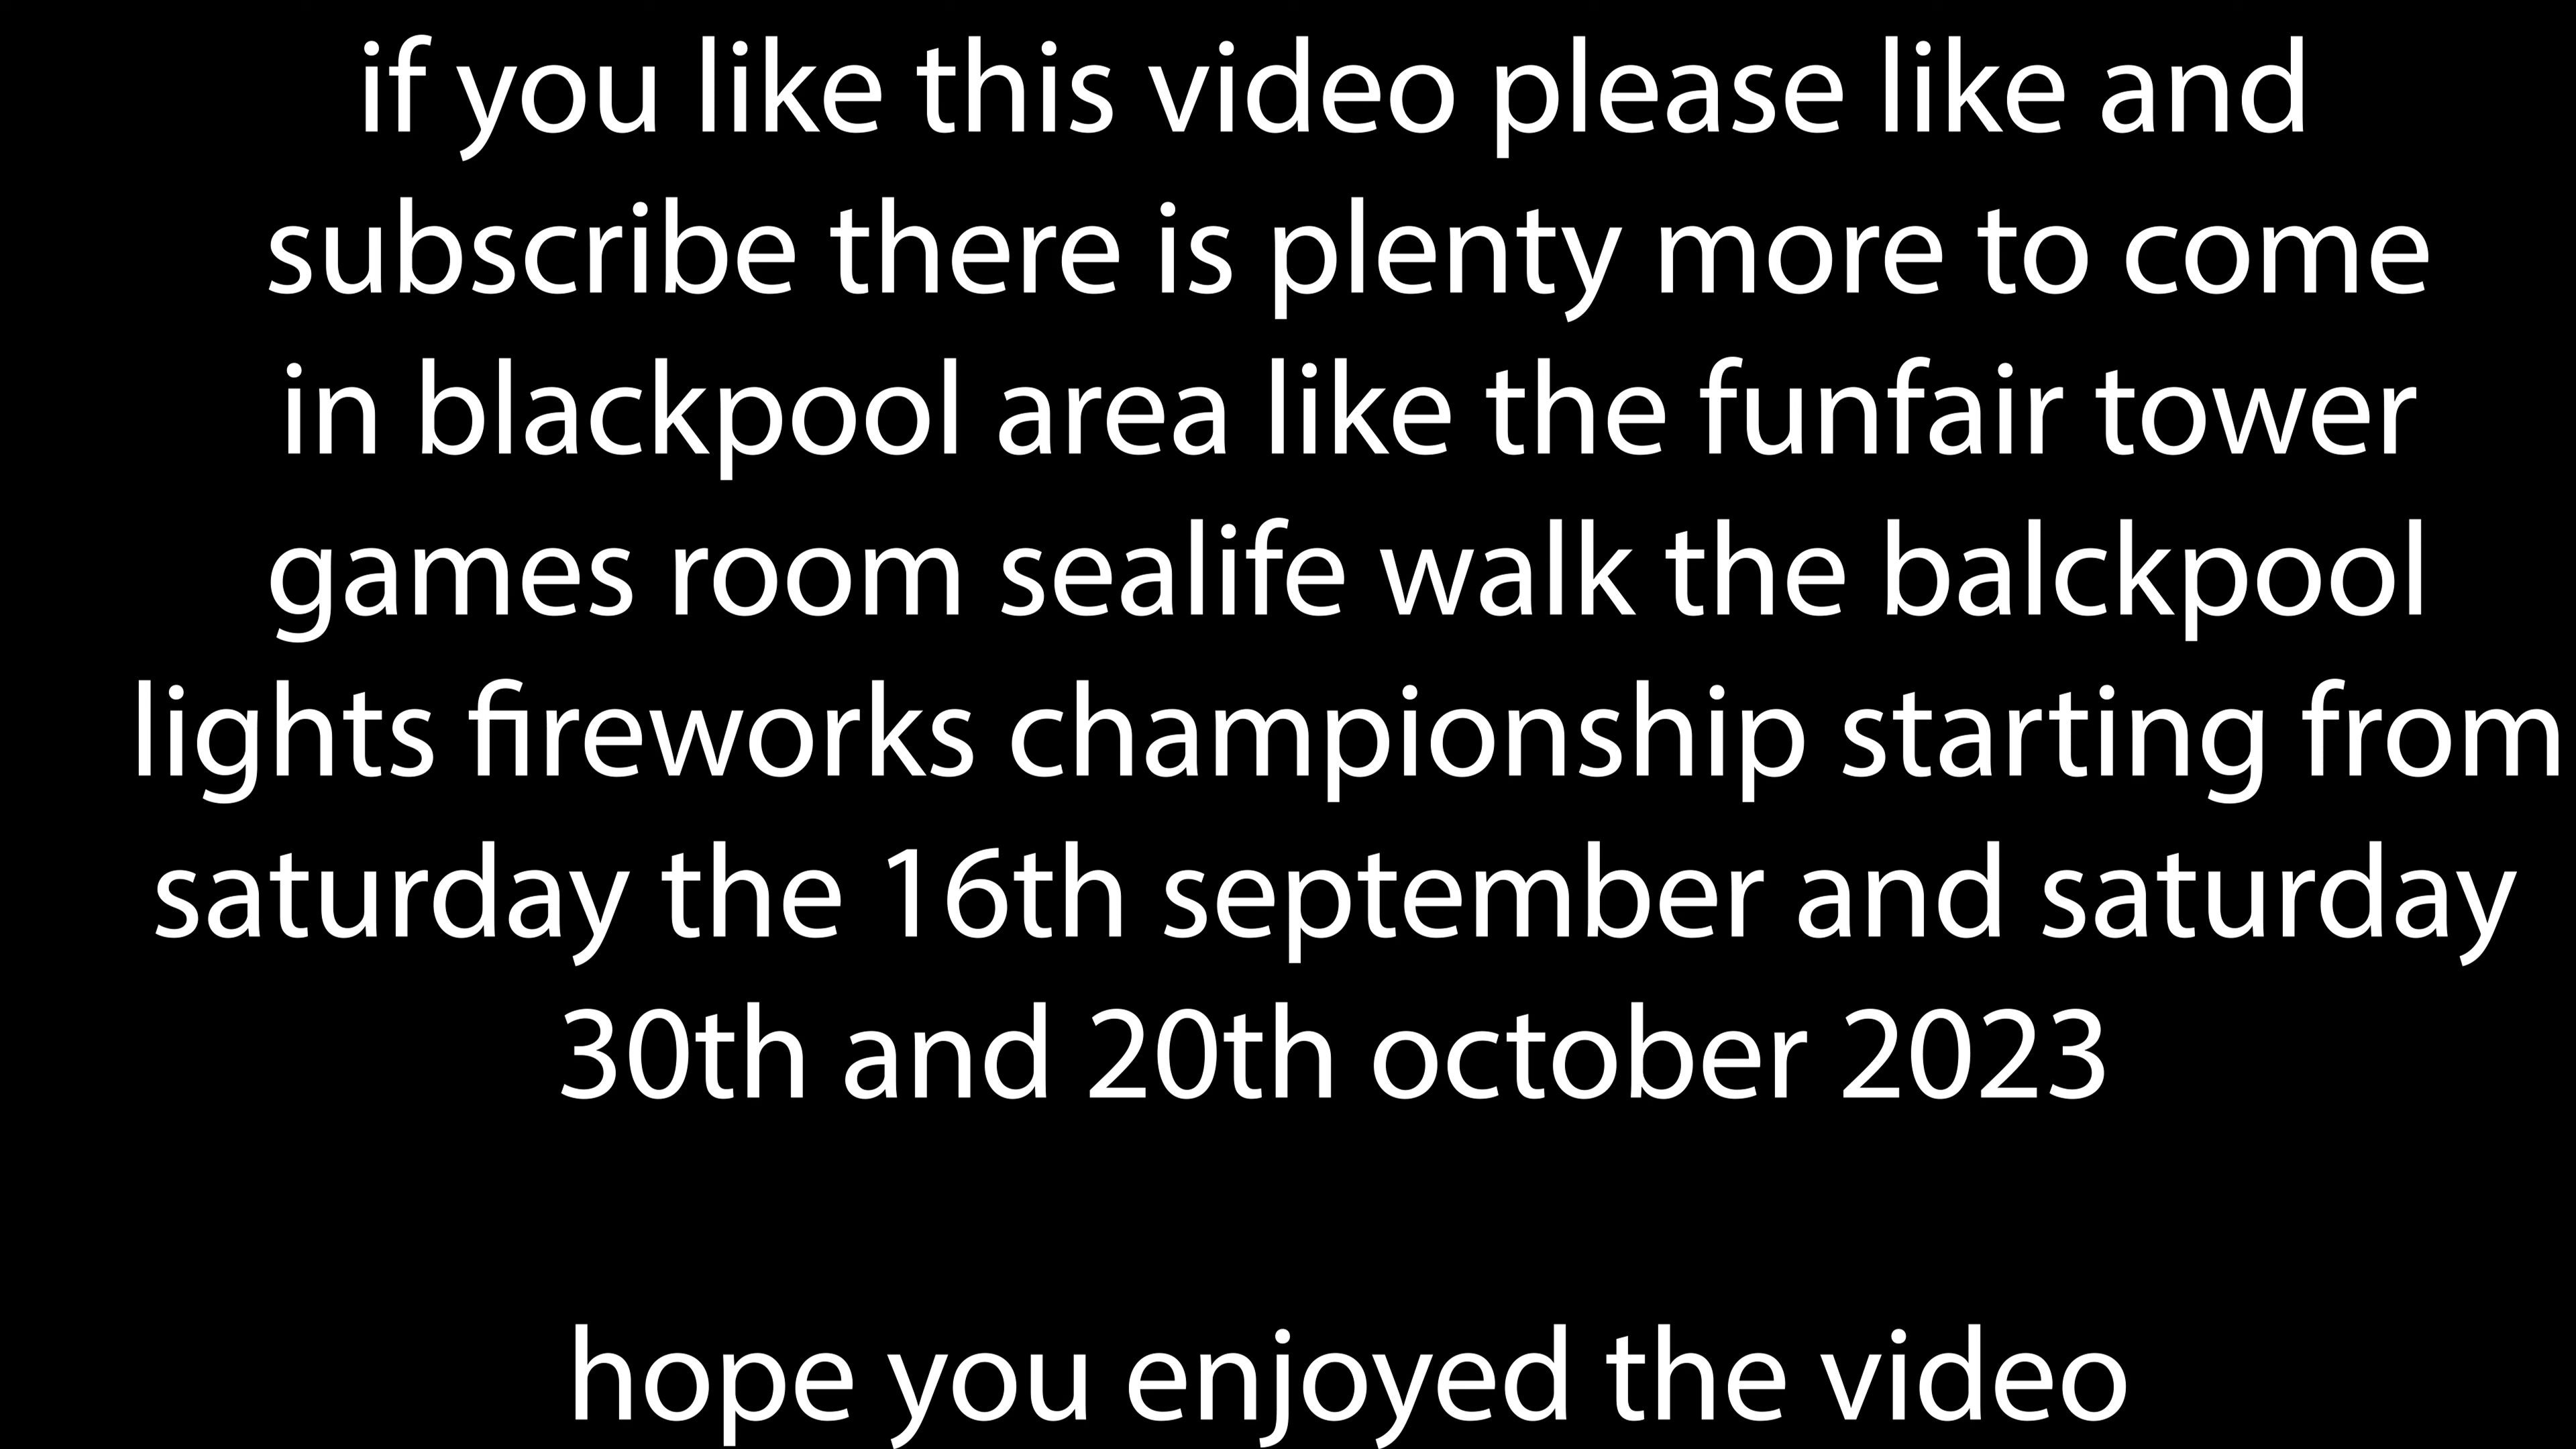 if you like this video please like and
subscribe there is plenty more to come
in blackpool area like the funfair tower
games room sealife walk the balckpool
lights fireworks championship starting from
saturday the 16th september and saturday
30th and 20th october 2023
hope you enjoyed the video